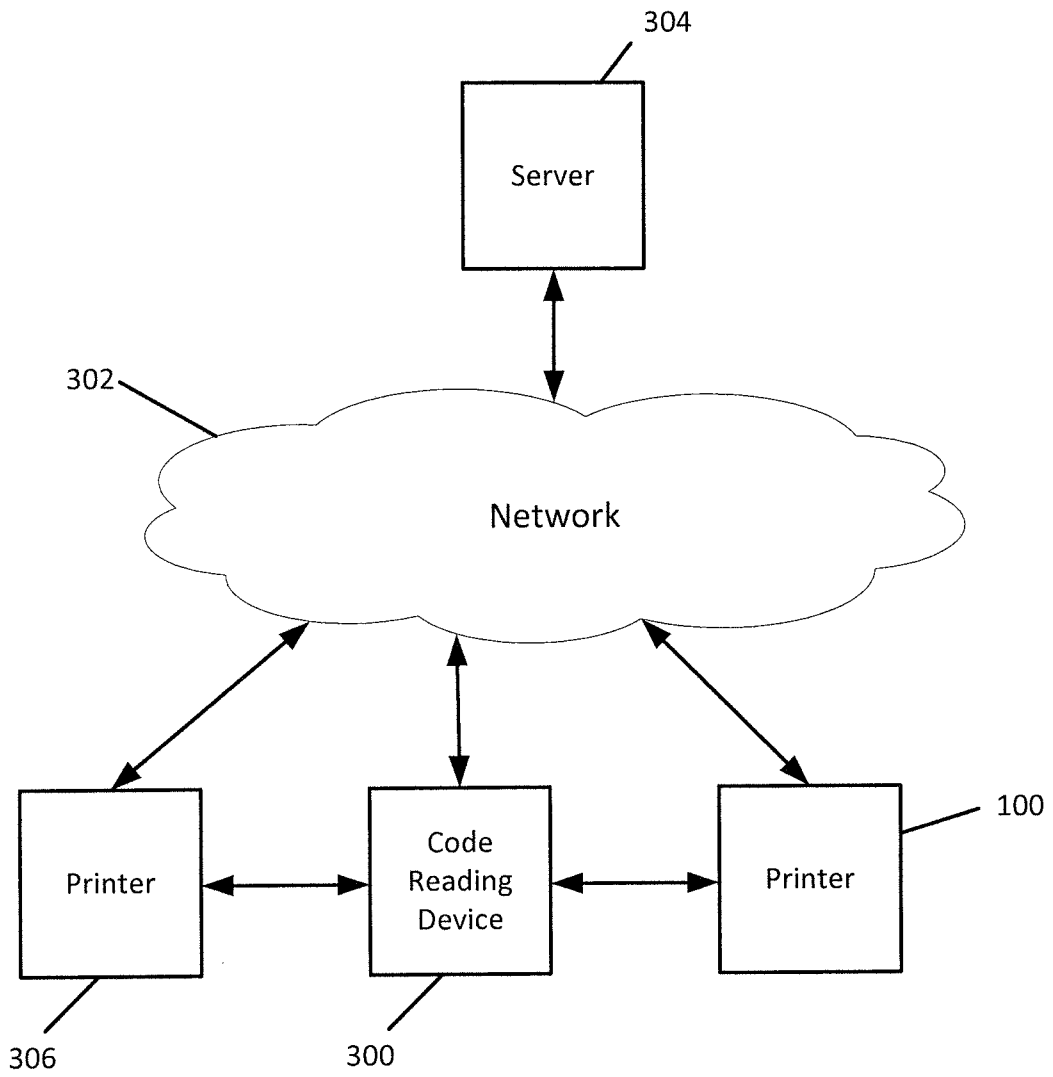 304
Server
302
Network
Code
Reading
Device
Printer
Printer
100
306
300